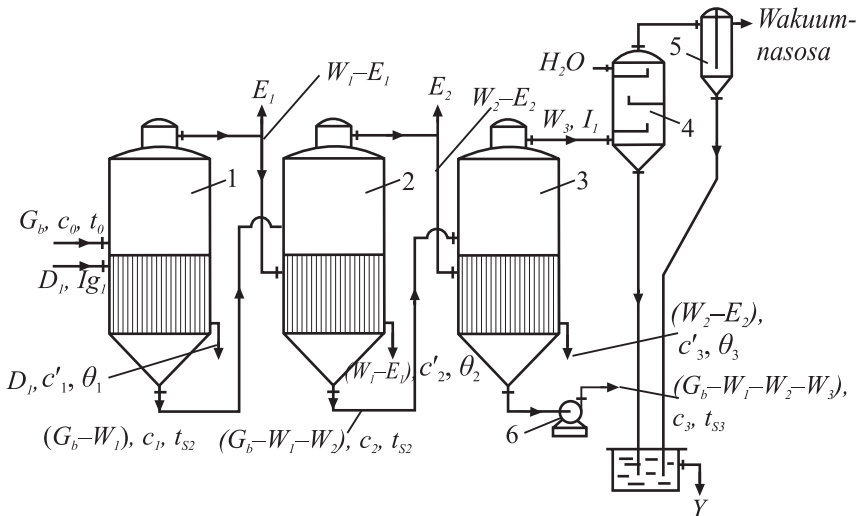 Wakuum-
nasosa
5
H₂O
4
E₁
W₁–E₁
E₂
W₂–E₂
W₃, I₁
1
2
3
G_b, c₀, t₀
D₁, Ig₁
D₁, c′₁, θ₁
(W₁–E₁), c′₂, θ₂
(W₂–E₂),
c′₃, θ₃
(G_b–W₁), c₁, t_S2
(G_b–W₁–W₂), c₂, t_S2
6
(G_b–W₁–W₂–W₃),
c₃, t_S3
Y